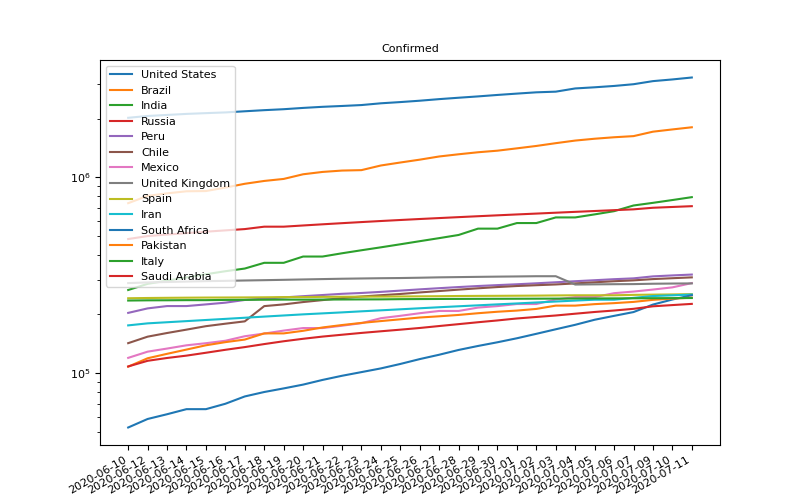 Confirmed
United States
Brazil
India
Russia
Peru
Chile
Mexico
United Kingdom
Spain
Iran
South Africa
Pakistan
Italy
Saudi Arabia
10⁶
10⁵
2020-06-10
2020-06-12
2020-06-13
2020-06-14
2020-06-15
2020-06-16
2020-06-17
2020-06-18
2020-06-19
2020-06-20
2020-06-21
2020-06-22
2020-06-23
2020-06-24
2020-06-25
2020-06-26
2020-06-27
2020-06-28
2020-06-29
2020-06-30
2020-07-01
2020-07-02
2020-07-03
2020-07-04
2020-07-05
2020-07-06
2020-07-07
2020-07-09
2020-07-10
2020-07-11